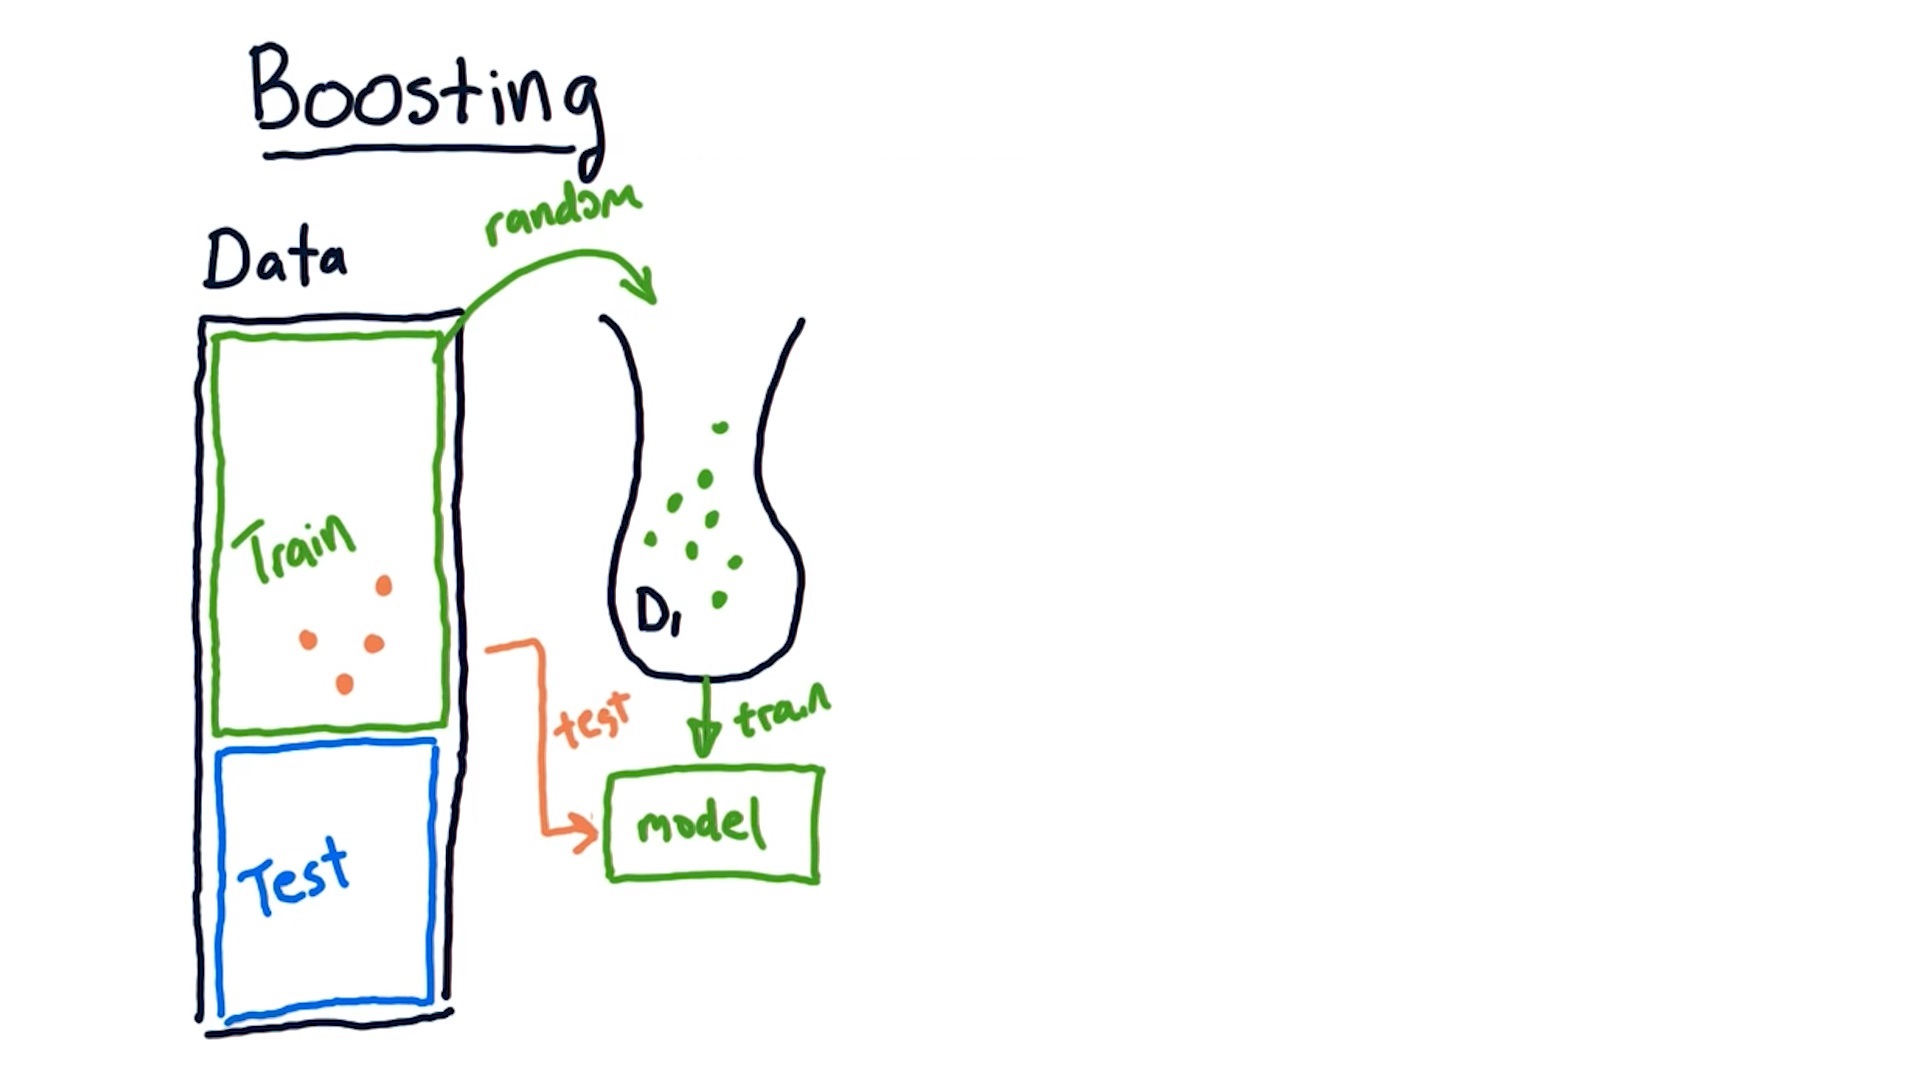 Boosting
random
Data
Train
D1
test
train
model
Test